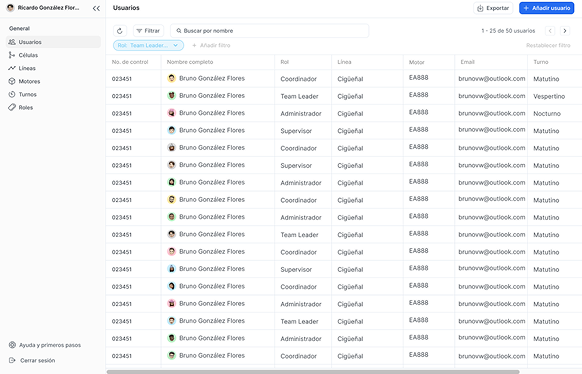 Ricardo González Flor...
General
Usuarios
Células
Líneas
Motores
Turnos
Roles
Ayuda y primeros pasos
Cerrar sesión
Usuarios
Exportar
+ Añadir usuario
Filtrar
Buscar por nombre
1 - 25 de 50 usuarios
Rol: Team Leader...
+ Añadir filtro
Restablecer filtro
No. de control Nombre completo Rol Línea Motor Email Turno
023451 Bruno González Flores Coordinador Cigüeñal EA888 brunovw@outlook.com Matutino
023451 Bruno González Flores Team Leader Cigüeñal EA888 brunovw@outlook.com Vespertino
023451 Bruno González Flores Administrador Cigüeñal EA888 brunovw@outlook.com Nocturno
023451 Bruno González Flores Supervisor Cigüeñal EA888 brunovw@outlook.com Matutino
023451 Bruno González Flores Coordinador Cigüeñal EA888 brunovw@outlook.com Matutino
023451 Bruno González Flores Supervisor Cigüeñal EA888 brunovw@outlook.com Matutino
023451 Bruno González Flores Administrador Cigüeñal EA888 brunovw@outlook.com Matutino
023451 Bruno González Flores Coordinador Cigüeñal EA888 brunovw@outlook.com Matutino
023451 Bruno González Flores Administrador Cigüeñal EA888 brunovw@outlook.com Matutino
023451 Bruno González Flores Team Leader Cigüeñal EA888 brunovw@outlook.com Matutino
023451 Bruno González Flores Coordinador Cigüeñal EA888 brunovw@outlook.com Matutino
023451 Bruno González Flores Supervisor Cigüeñal EA888 brunovw@outlook.com Matutino
023451 Bruno González Flores Coordinador Cigüeñal EA888 brunovw@outlook.com Matutino
023451 Bruno González Flores Administrador Cigüeñal EA888 brunovw@outlook.com Matutino
023451 Bruno González Flores Team Leader Cigüeñal EA888 brunovw@outlook.com Matutino
023451 Bruno González Flores Administrador Cigüeñal EA888 brunovw@outlook.com Matutino
023451 Bruno González Flores Coordinador Cigüeñal EA888 brunovw@outlook.com Matutino